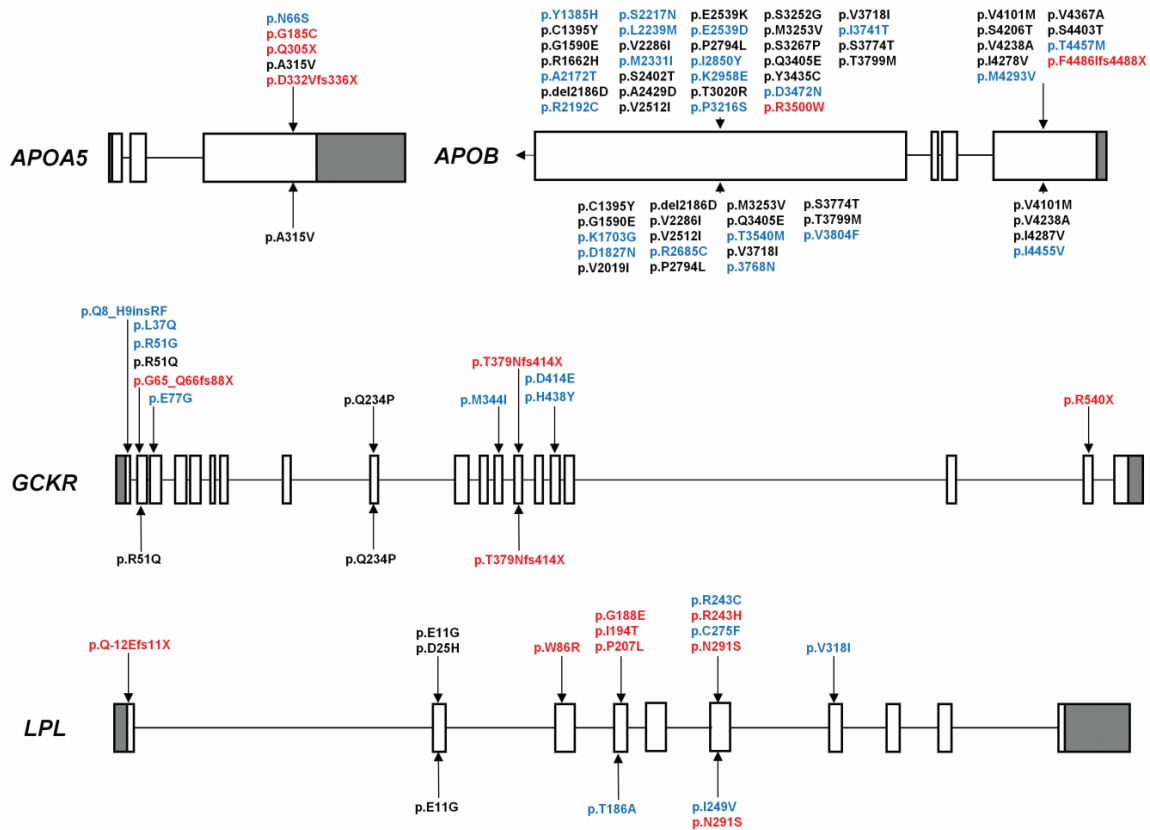 p.N66S
p.G185C
p.Q305X
p.A315V
p.D332Vfs336X
APOA5
p.A315V
p.Y1385H p.S2217N p.E2539K p.S3252G p.V3718I
p.C1395Y p.L2239M p.E2539D p.M3253V p.I3741T
p.G1590E p.V2286I p.P2794L p.S3267P p.S3774T
p.R1662H p.M2331I p.I2850Y p.Q3405E p.T3799M
p.A2172T p.S2402T p.K2958E p.Y3435C
p.del2186D p.A2429D p.T3020R p.D3472N
p.R2192C p.V2512I p.P3216S p.R3500W
p.V4101M p.V4367A
p.S4206T p.S4403T
p.V4238A p.T4457M
p.I4278V p.F4486Ifs4488X
p.M4293V
APOB
p.C1395Y p.del2186D p.M3253V p.S3774T
p.G1590E p.V2286I p.Q3405E p.T3799M
p.K1703G p.V2512I p.T3540M p.V3804F
p.D1827N p.R2685C p.V3718I
p.V2019I p.P2794L p.3768N
p.V4101M
p.V4238A
p.I4287V
p.I4455V
p.Q8_H9insRF
p.L37Q
p.R51G
p.R51Q
p.G65_Q66fs88X
p.E77G
p.Q234P
p.M344I
p.T379Nfs414X
p.D414E
p.H438Y
p.R540X
GCKR
p.R51Q
p.Q234P
p.T379Nfs414X
p.Q-12Efs11X
p.E11G
p.D25H
p.W86R
p.G188E
p.I194T
p.P207L
p.R243C
p.R243H
p.C275F
p.N291S
p.V318I
LPL
p.E11G
p.T186A
p.I249V
p.N291S